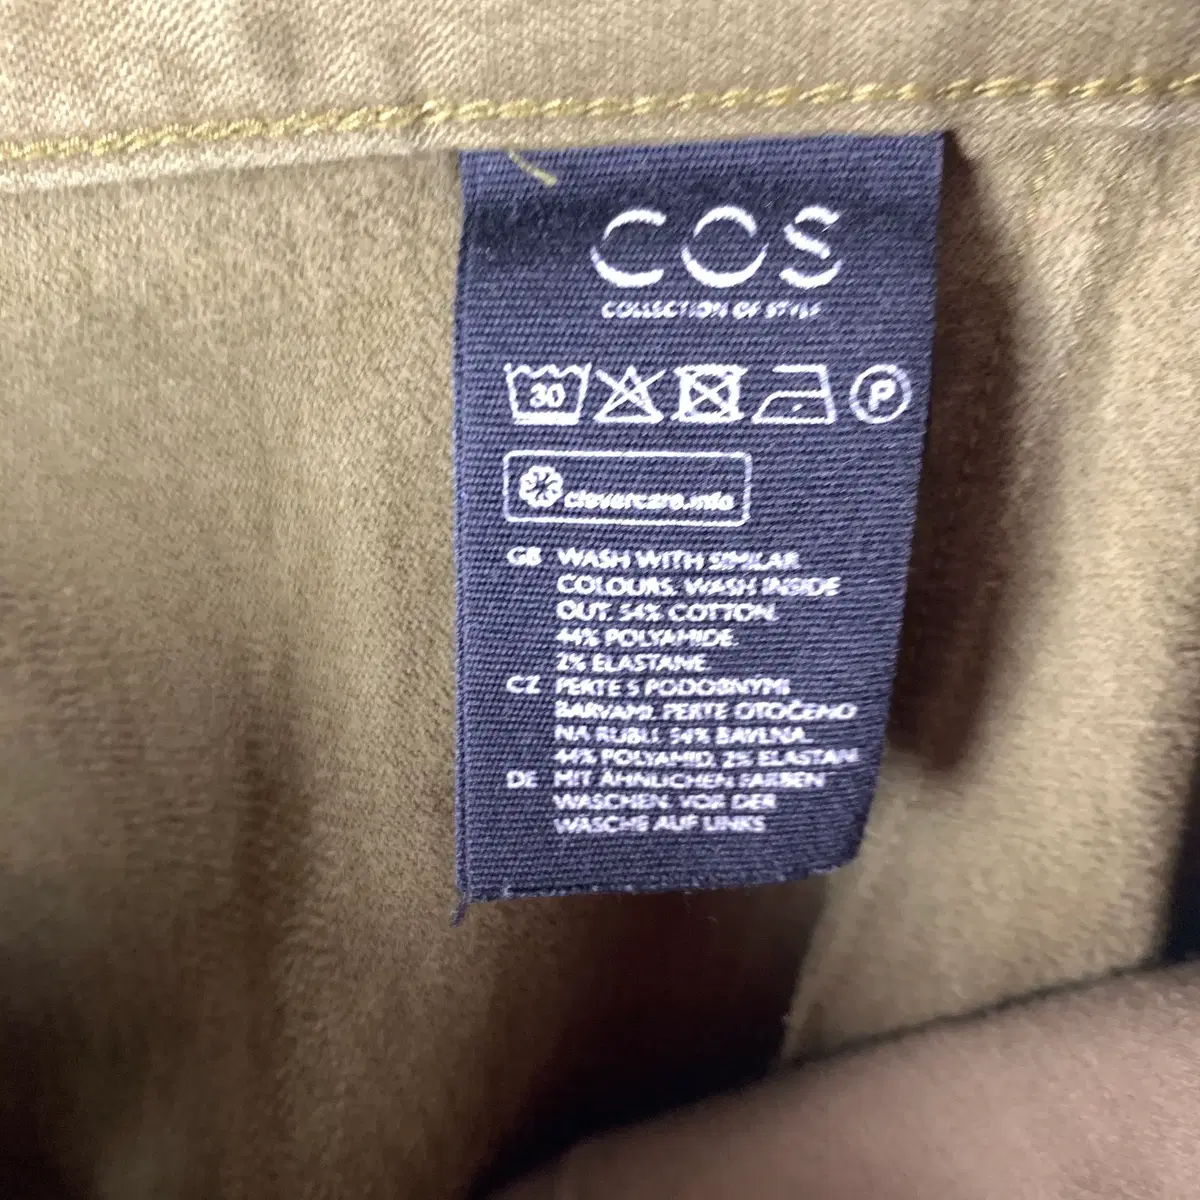 COS
COLLECTION OF STYLE
30
P
clevercare.info
GB WASH WITH SIMILAR
COLOURS. WASH INSIDE
OUT. 54% COTTON.
44% POLYAMIDE.
2% ELASTANE
CZ PERTE S PODOBNÝMI
BARVAMI. PERTE OTOČENO
NA RUBU. 54% BAVLNA.
44% POLYAMID. 2% ELASTAN
DE MIT ÄHNLICHEN FARBEN
WASCHEN. VOR DER
WÄSCHE AUF LINKS